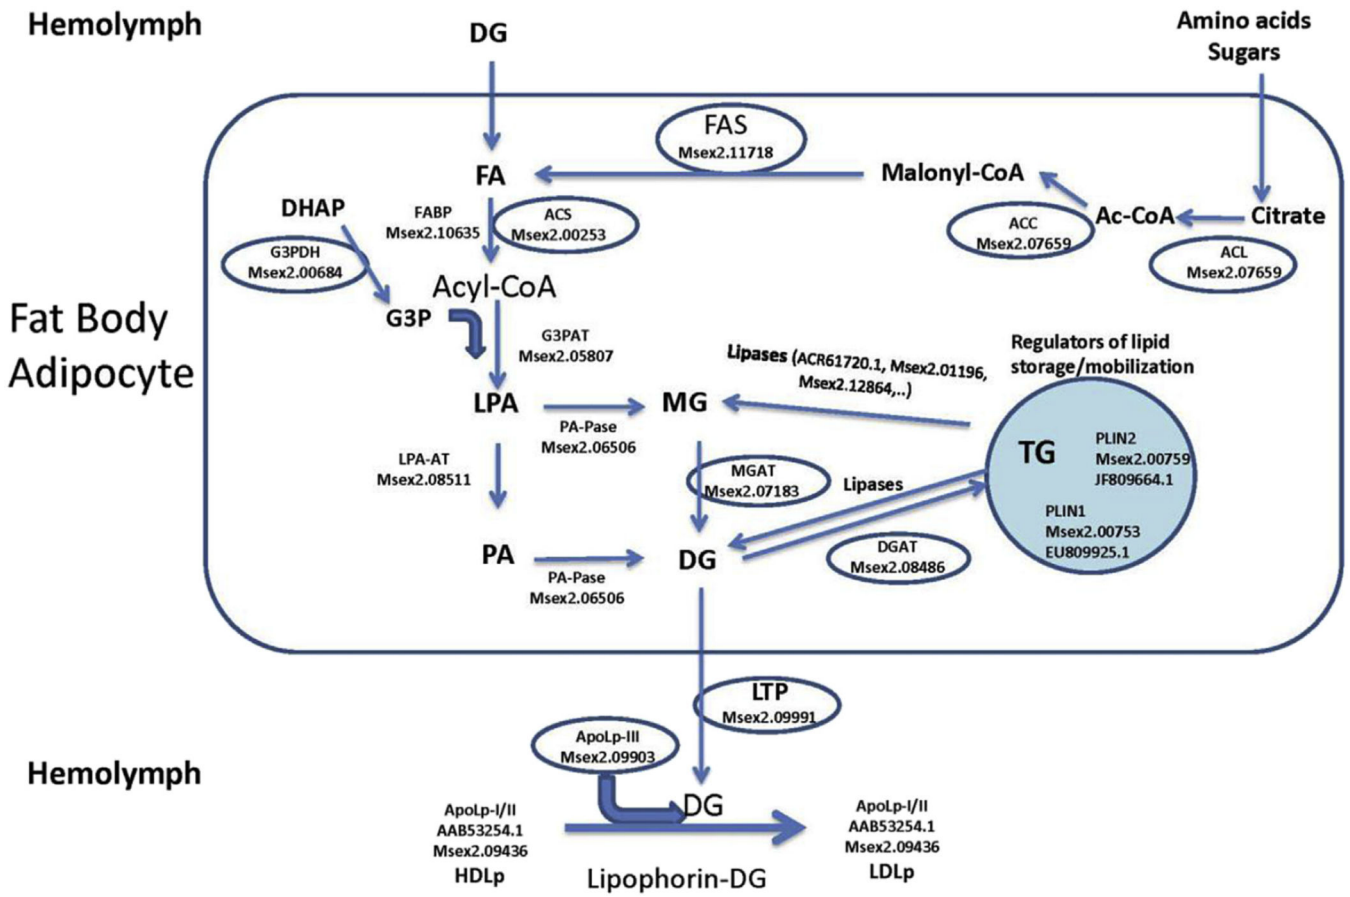 Hemolymph
DG
Amino acids
Sugars
FAS
Msex2.11718
FA
Malonyl-CoA
DHAP
FABP
Msex2.10635
ACS
Msex2.00253
ACC
Msex2.07659
Ac-CoA
Citrate
ACL
Msex2.07659
G3PDH
Msex2.00684
Acyl-CoA
G3P
Fat Body
Adipocyte
G3PAT
Msex2.05807
Lipases (ACR61720.1, Msex2.01196,
Msex2.12864,..)
Regulators of lipid
storage/mobilization
LPA
MG
PA-Pase
Msex2.06506
TG
PLIN2
Msex2.00759
JF809664.1
LPA-AT
Msex2.08511
MGAT
Msex2.07183
Lipases
PLIN1
Msex2.00753
EU809925.1
PA
DG
DGAT
Msex2.08486
PA-Pase
Msex2.06506
LTP
Msex2.09991
ApoLp-III
Msex2.09903
Hemolymph
DG
ApoLp-I/II
AAB53254.1
Msex2.09436
HDLp
Lipophorin-DG
ApoLp-I/II
AAB53254.1
Msex2.09436
LDLp